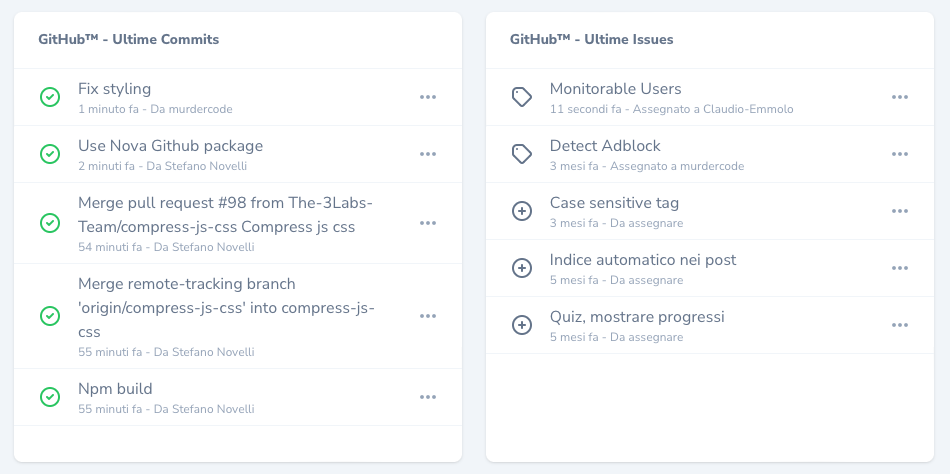 GitHub™ - Ultime Commits
Fix styling
1 minuto fa - Da murdercode
Use Nova Github package
2 minuti fa - Da Stefano Novelli
Merge pull request #98 from The-3Labs-
Team/compress-js-css Compress js css
54 minuti fa - Da Stefano Novelli
Merge remote-tracking branch
'origin/compress-js-css' into compress-js-
css
55 minuti fa - Da Stefano Novelli
Npm build
55 minuti fa - Da Stefano Novelli
GitHub™ - Ultime Issues
Monitorable Users
11 secondi fa - Assegnato a Claudio-Emmolo
Detect Adblock
3 mesi fa - Assegnato a murdercode
Case sensitive tag
3 mesi fa - Da assegnare
Indice automatico nei post
5 mesi fa - Da assegnare
Quiz, mostrare progressi
5 mesi fa - Da assegnare